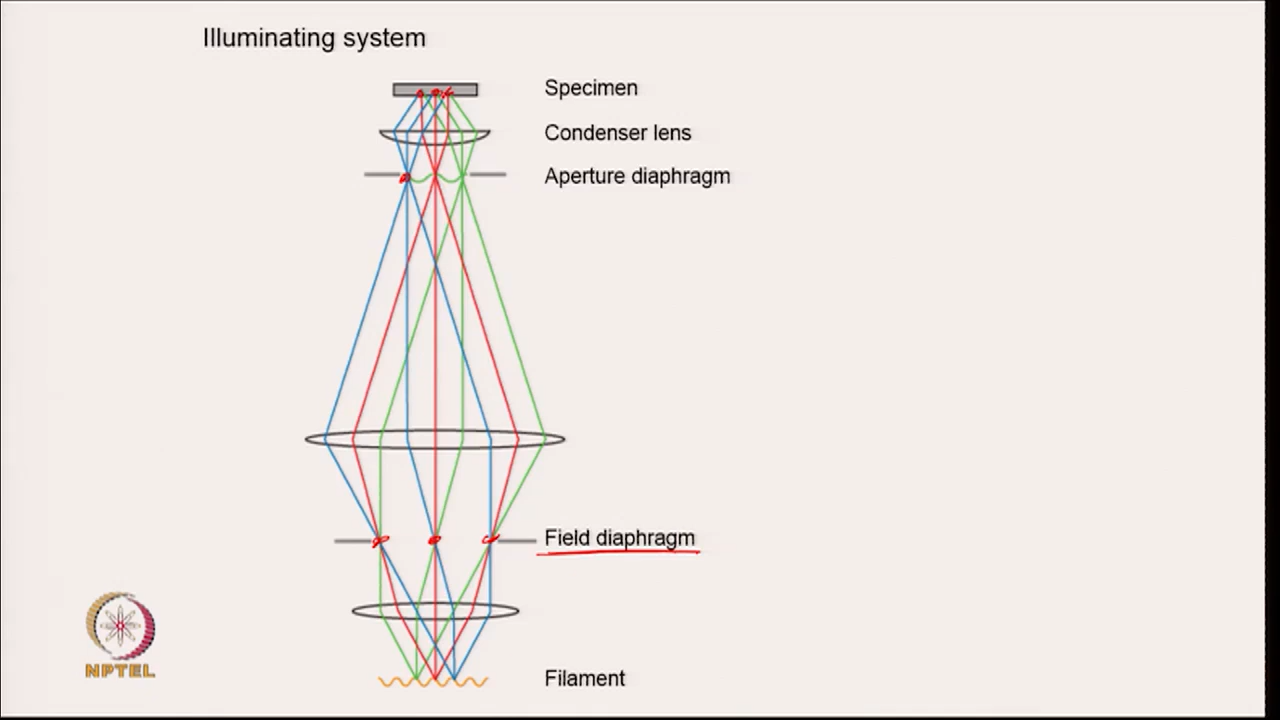 Illuminating system
Specimen
Condenser lens
Aperture diaphragm
Field diaphragm
Filament
NPTEL